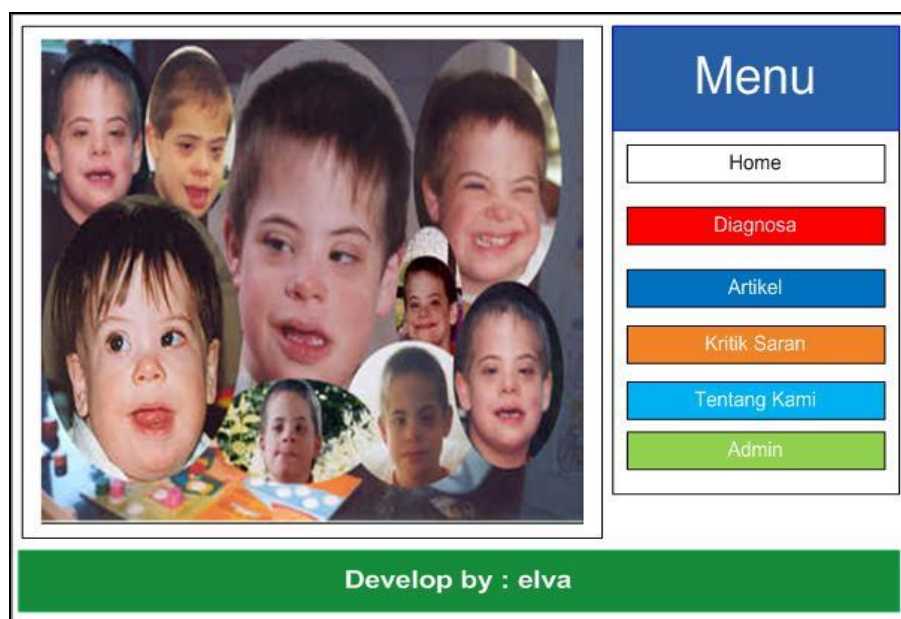 Menu
Home
Diagnosa
Artikel
Kritik Saran
Tentang Kami
Admin
Develop by : elva